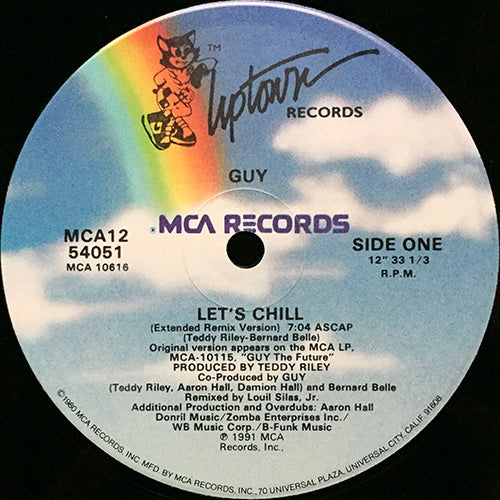 ™
Uptown
RECORDS
GUY
MCA RECORDS
MCA12
54051
MCA 10616
SIDE ONE
12" 33 1/3
R.P.M.
LET'S CHILL
(Extended Remix Version) 7:04 ASCAP
(Teddy Riley-Bernard Belle)
Original version appears on the MCA LP,
MCA-10115, "GUY The Future"
PRODUCED BY TEDDY RILEY
Co-Produced by GUY
(Teddy Riley, Aaron Hall, Damion Hall) and Bernard Belle
Remixed by Louil Silas, Jr.
Additional Production and Overdubs: Aaron Hall
Donril Music/Zomba Enterprises Inc./
WB Music Corp./B-Funk Music
℗ 1991 MCA
Records, Inc.,
©1980 MCA RECORDS, INC. MFD. BY MCA RECORDS, INC., 70 UNIVERSAL PLAZA, UNIVERSAL CITY, CALIF. 91608